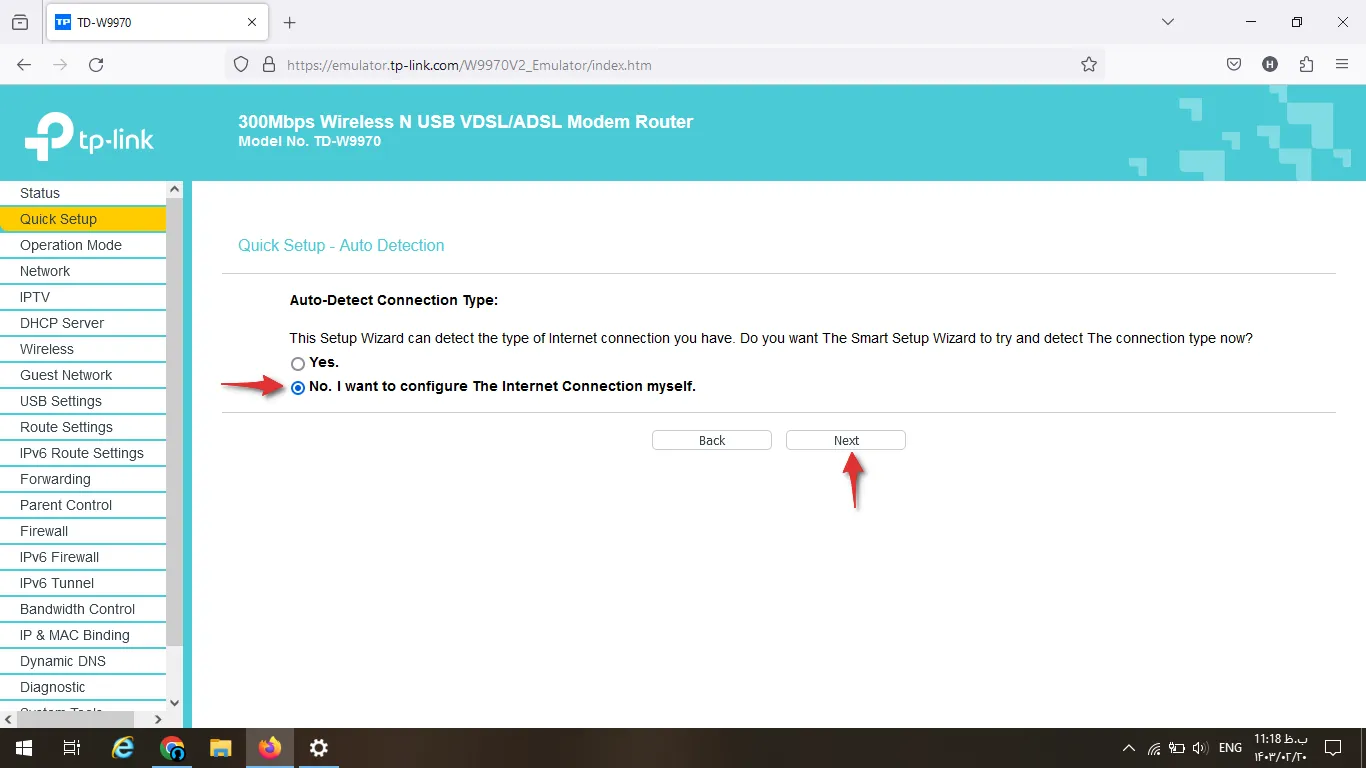 TP TD-W9970
https://emulator.tp-link.com/W9970V2_Emulator/index.htm
H
tp-link
300Mbps Wireless N USB VDSL/ADSL Modem Router
Model No. TD-W9970
Status
Quick Setup
Operation Mode
Network
IPTV
DHCP Server
Wireless
Guest Network
USB Settings
Route Settings
IPv6 Route Settings
Forwarding
Parent Control
Firewall
IPv6 Firewall
IPv6 Tunnel
Bandwidth Control
IP & MAC Binding
Dynamic DNS
Diagnostic
System Tools
Quick Setup - Auto Detection
Auto-Detect Connection Type:
This Setup Wizard can detect the type of Internet connection you have. Do you want The Smart Setup Wizard to try and detect The connection type now?
Yes.
No. I want to configure The Internet Connection myself.
Back Next
ENG
11:18 ب.ظ
۱۴۰۳/۰۲/۲۰